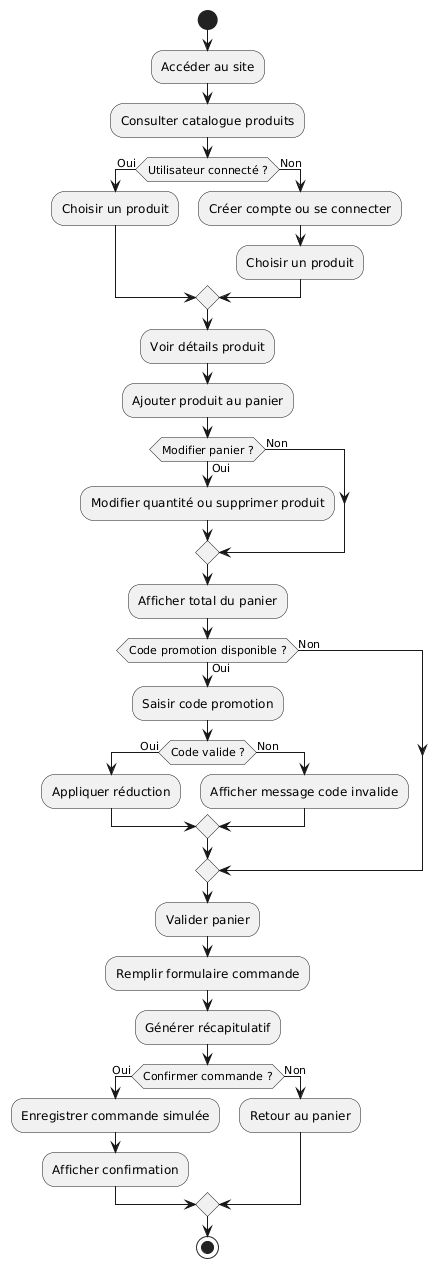 Accéder au site
Consulter catalogue produits
Oui
Utilisateur connecté ?
Non
Choisir un produit
Créer compte ou se connecter
Choisir un produit
Voir détails produit
Ajouter produit au panier
Modifier panier ?
Non
Oui
Modifier quantité ou supprimer produit
Afficher total du panier
Code promotion disponible ?
Non
Oui
Saisir code promotion
Oui
Code valide ?
Non
Appliquer réduction
Afficher message code invalide
Valider panier
Remplir formulaire commande
Générer récapitulatif
Oui
Confirmer commande ?
Non
Enregistrer commande simulée
Retour au panier
Afficher confirmation